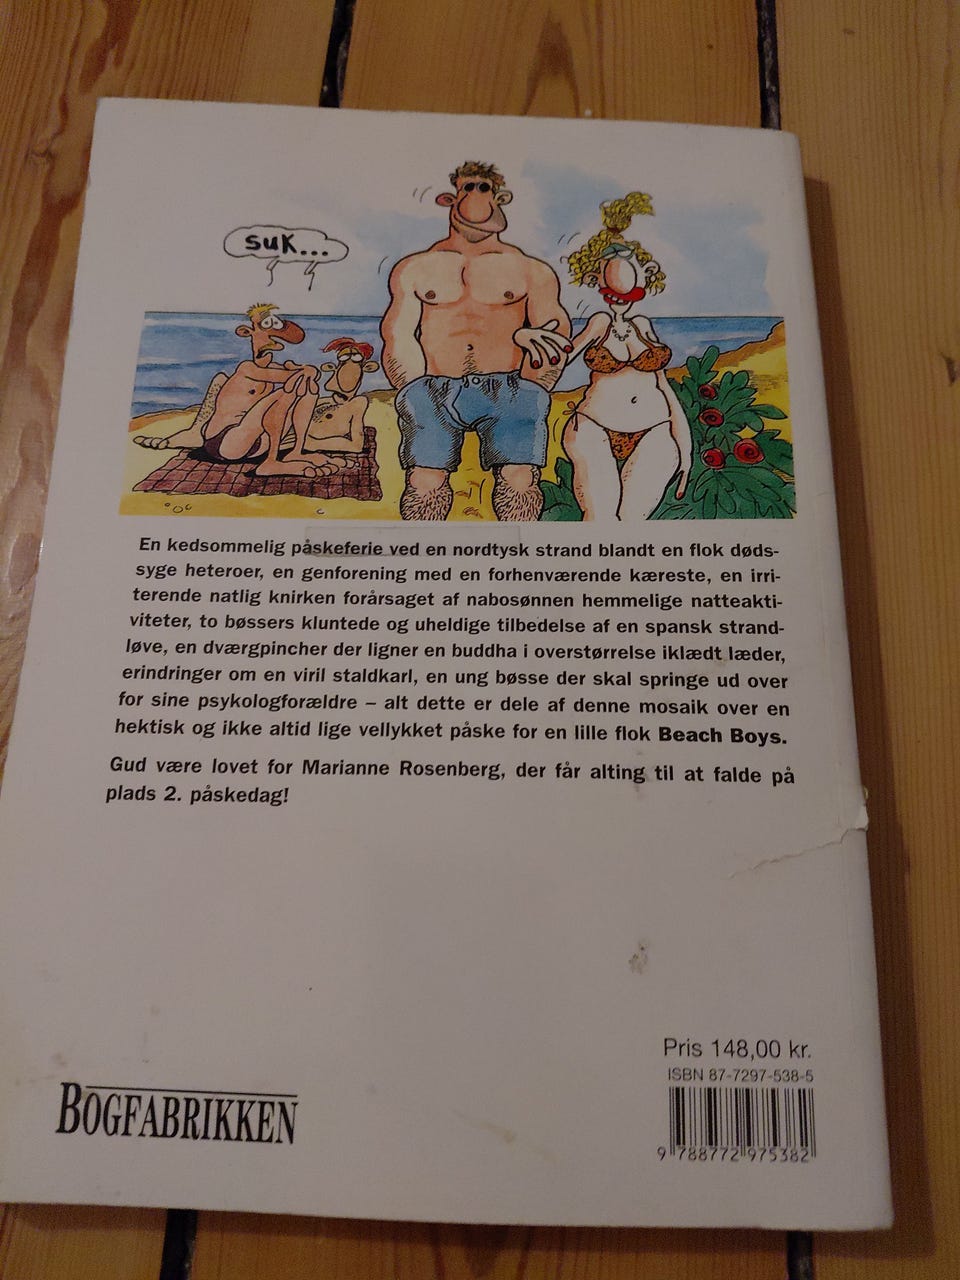 SUK...
En kedsommelig påskeferie ved en nordtysk strand blandt en flok døds-
syge heteroer, en genforening med en forhenværende kæreste, en irri-
terende natlig knirken forårsaget af nabosønnen hemmelige natteakti-
viteter, to bøssers kluntede og uheldige tilbedelse af en spansk strand-
løve, en dværgpincher der ligner en buddha i overstørrelse iklædt læder,
erindringer om en viril staldkarl, en ung bøsse der skal springe ud over
for sine psykologforældre – alt dette er dele af denne mosaik over en
hektisk og ikke altid lige vellykket påske for en lille flok Beach Boys.
Gud være lovet for Marianne Rosenberg, der får alting til at falde på
plads 2. påskedag!
Pris 148,00 kr.
ISBN 87-7297-538-5
BOGFABRIKKEN
9 788772 975382